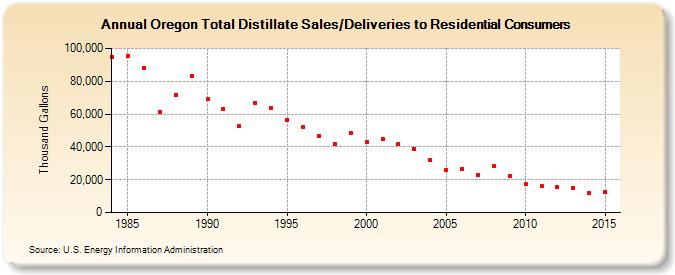 Annual Oregon Total Distillate Sales/Deliveries to Residential Consumers
Thousand Gallons
100,000
80,000
60,000
40,000
20,000
0
1985 1990 1995 2000 2005 2010 2015
Source: U.S. Energy Information Administration